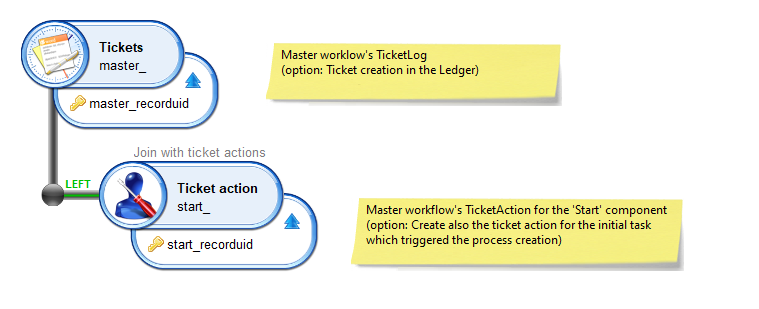 Tickets
master_
master_recorduid
Master worklow's TicketLog
(option: Ticket creation in the Ledger)
Join with ticket actions
LEFT
Ticket action
start_
start_recorduid
Master workflow's TicketAction for the 'Start' component
(option: Create also the ticket action for the initial task
which triggered the process creation)